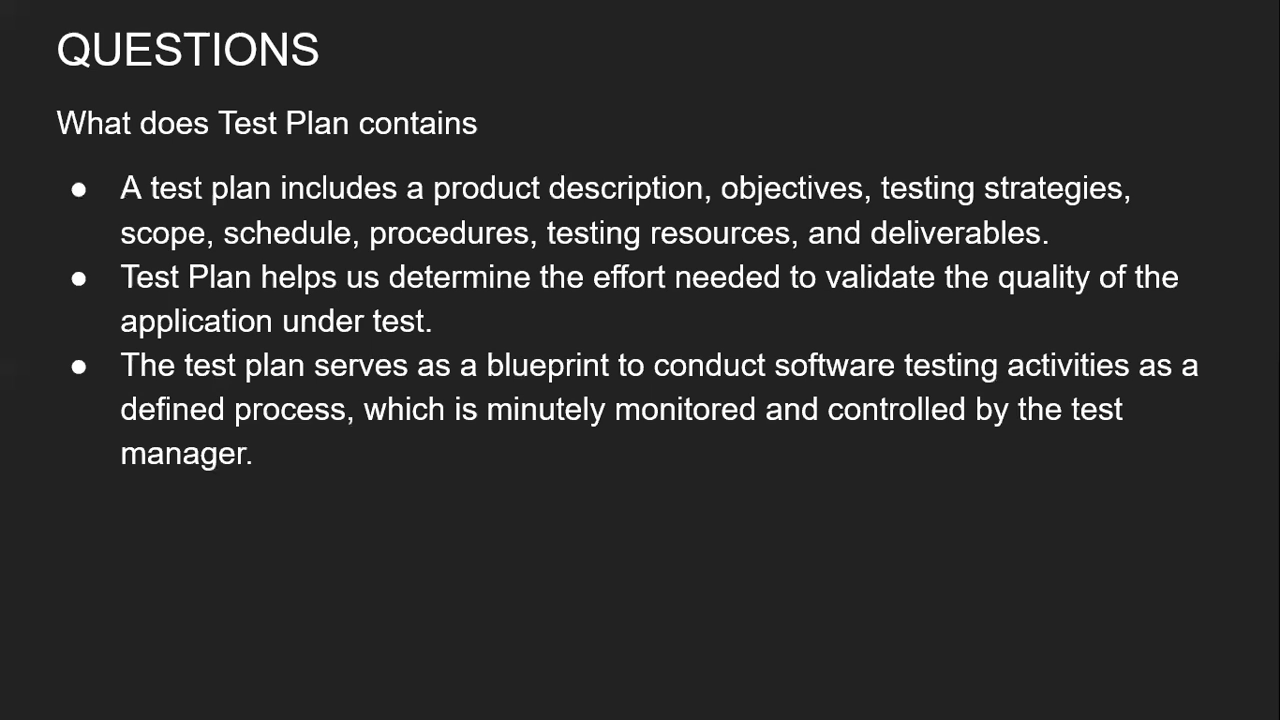 QUESTIONS
What does Test Plan contains
● A test plan includes a product description, objectives, testing strategies,
scope, schedule, procedures, testing resources, and deliverables.
● Test Plan helps us determine the effort needed to validate the quality of the
application under test.
● The test plan serves as a blueprint to conduct software testing activities as a
defined process, which is minutely monitored and controlled by the test
manager.